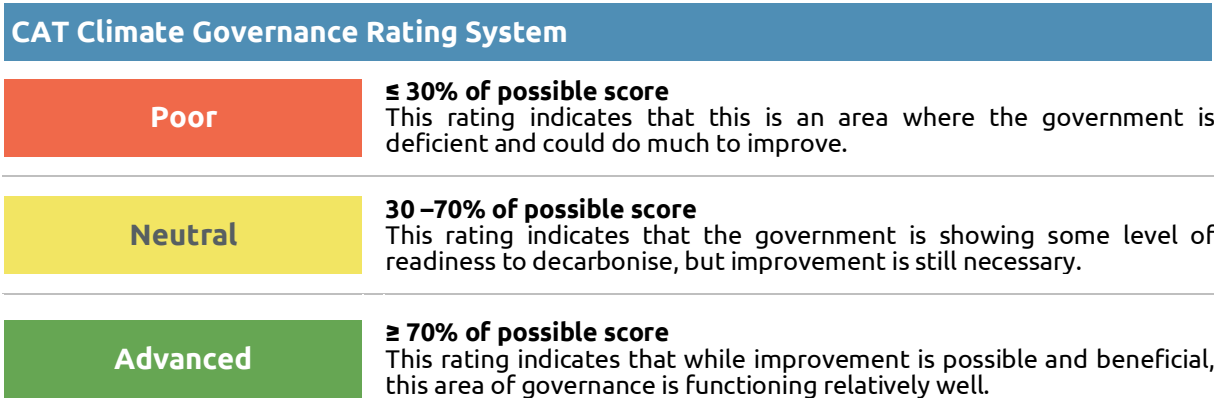 CAT Climate Governance Rating System
Poor
≤ 30% of possible score
This rating indicates that this is an area where the government is
deficient and could do much to improve.
Neutral
30 –70% of possible score
This rating indicates that the government is showing some level of
readiness to decarbonise, but improvement is still necessary.
Advanced
≥ 70% of possible score
This rating indicates that while improvement is possible and beneficial,
this area of governance is functioning relatively well.